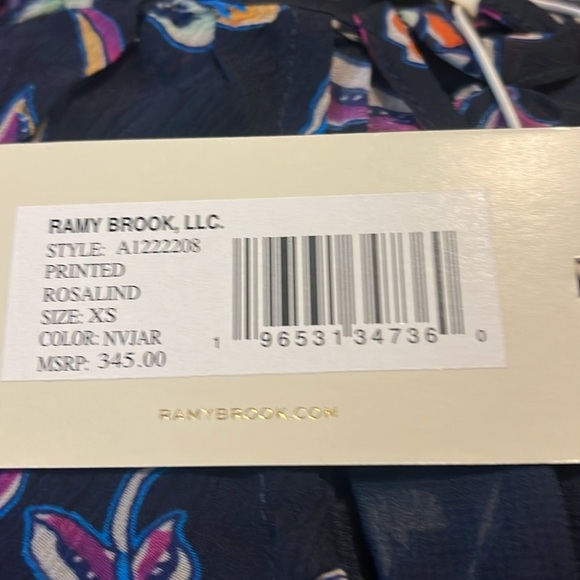 RAMY BROOK, LLC.
STYLE: A1222208
PRINTED
ROSALIND
SIZE: XS
COLOR: NVJAR
MSRP: 345.00
1 96531 34736 0
RAMYBROOK.COM